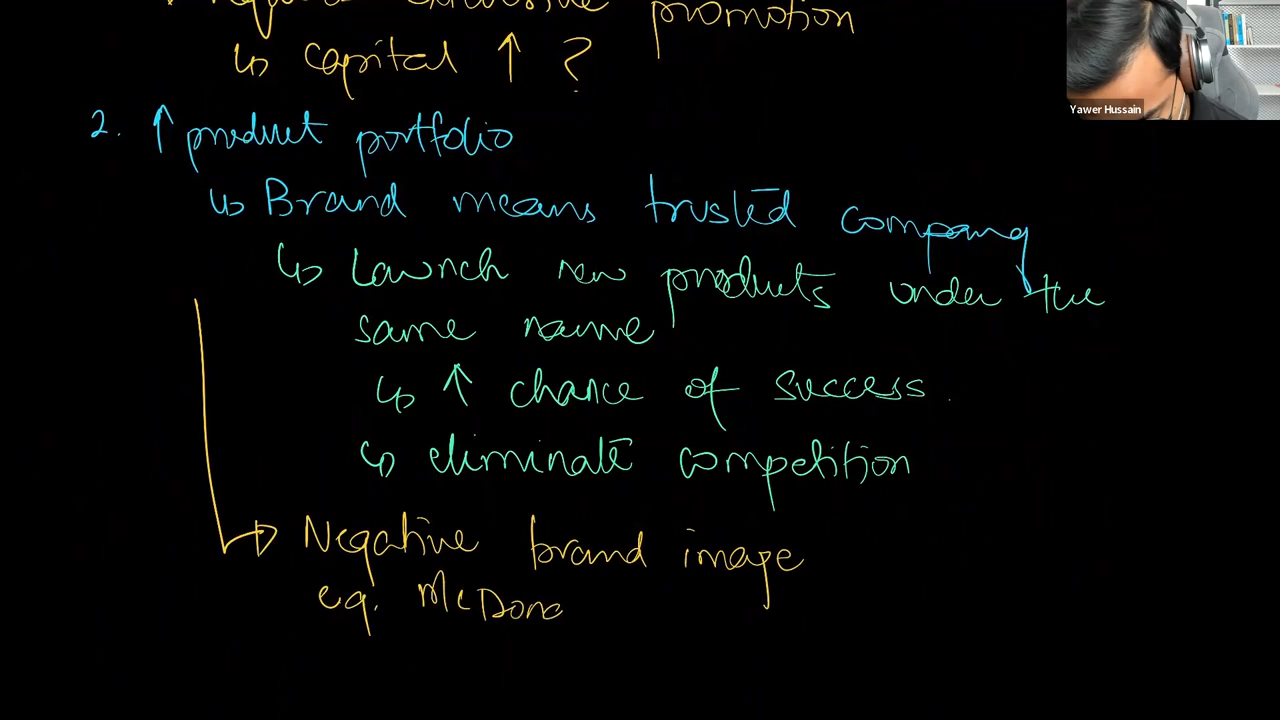 promotion
↳ capital ↑ ?
Yawer Hussain
2. ↑ product portfolio
↳ Brand means trusted company
↳ Launch new products under the
same name
↳ ↑ chance of success.
↳ eliminate competition
↳ Negative brand image
eg. McDona